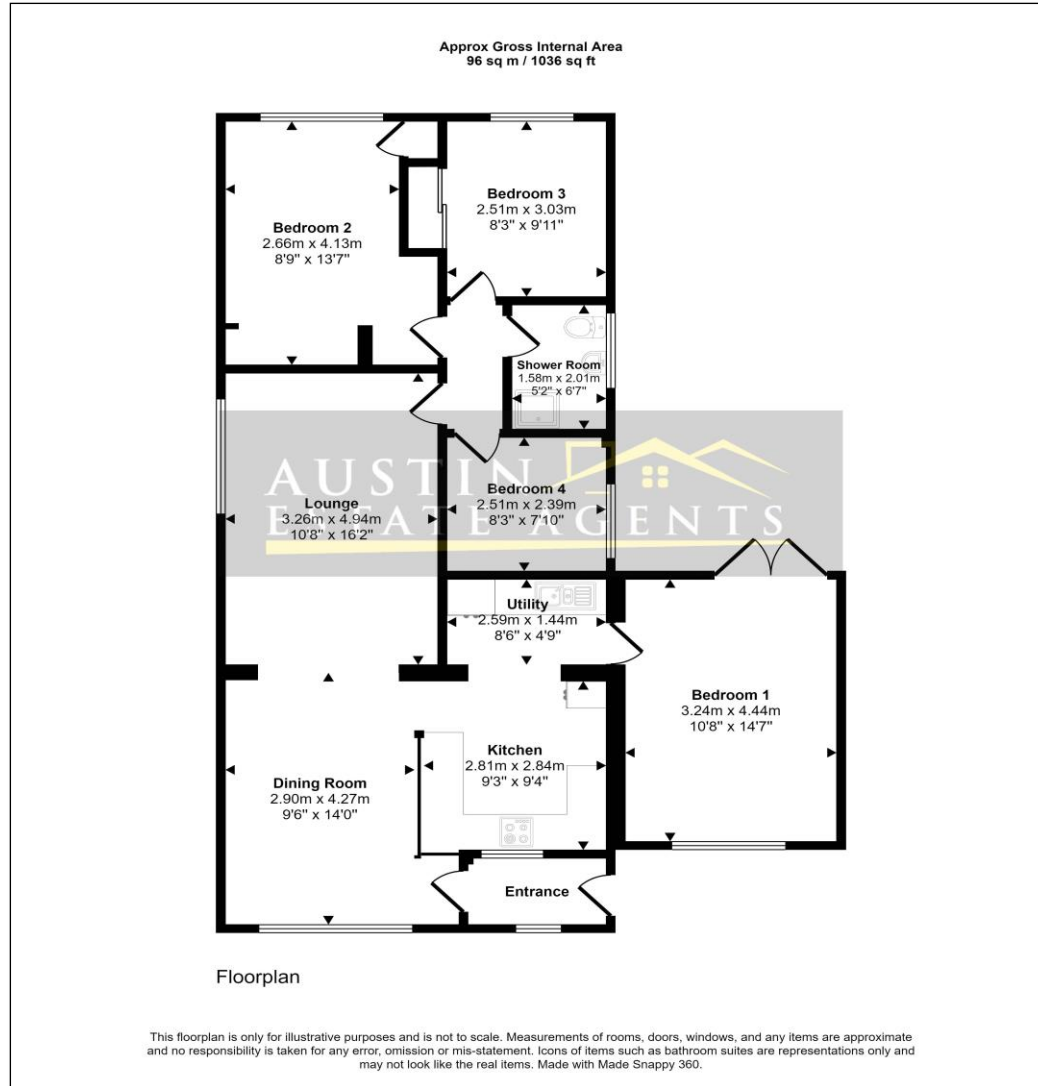 Approx Gross Internal Area
96 sq m / 1036 sq ft
Bedroom 3
2.51m x 3.03m
8'3" x 9'11"
Bedroom 2
2.66m x 4.13m
8'9" x 13'7"
Shower Room
1.58m x 2.01m
5'2" x 6'7"
AUSTIN
ESTATE AGENTS
Lounge
3.26m x 4.94m
10'8" x 16'2"
Bedroom 4
2.51m x 2.39m
8'3" x 7'10"
Utility
2.59m x 1.44m
8'6" x 4'9"
Bedroom 1
3.24m x 4.44m
10'8" x 14'7"
Kitchen
2.81m x 2.84m
9'3" x 9'4"
Dining Room
2.90m x 4.27m
9'6" x 14'0"
Entrance
Floorplan
This floorplan is only for illustrative purposes and is not to scale. Measurements of rooms, doors, windows, and any items are approximate
and no responsibility is taken for any error, omission or mis-statement. Icons of items such as bathroom suites are representations only and
may not look like the real items. Made with Made Snappy 360.